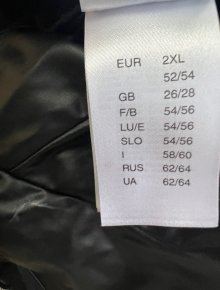 EUR 2XL
52/54
GB 26/28
F/B 54/56
LU/E 54/56
SLO 54/56
I 58/60
RUS 62/64
UA 62/64